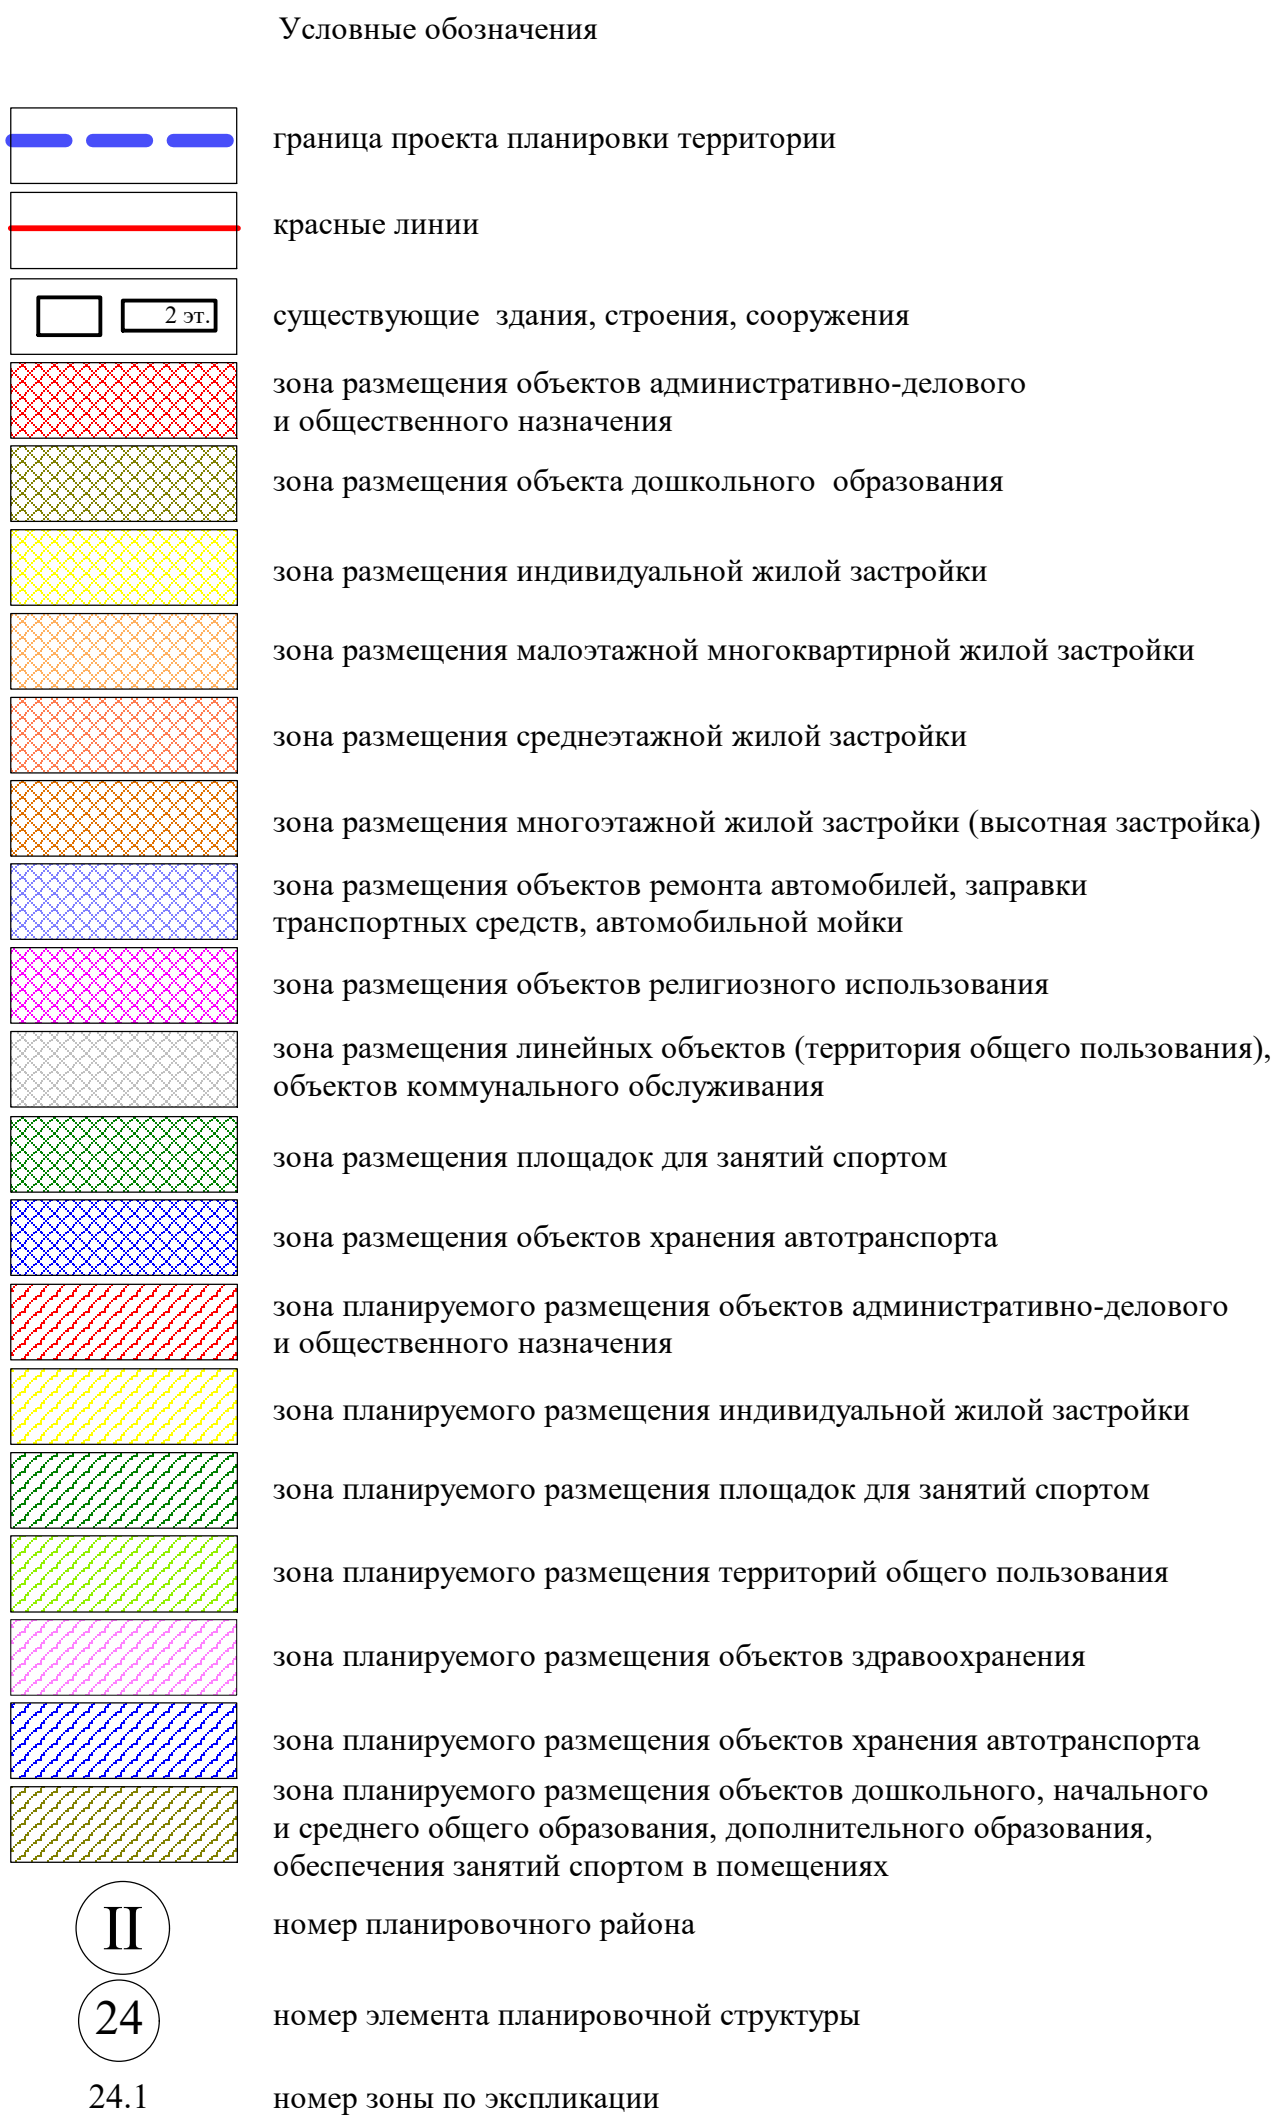 Условные обозначения
граница проекта планировки территории
красные линии
2 эт.
существующие здания, строения, сооружения
зона размещения объектов административно-делового
и общественного назначения
зона размещения объекта дошкольного образования
зона размещения индивидуальной жилой застройки
зона размещения малоэтажной многоквартирной жилой застройки
зона размещения среднеэтажной жилой застройки
зона размещения многоэтажной жилой застройки (высотная застройка)
зона размещения объектов ремонта автомобилей, заправки
транспортных средств, автомобильной мойки
зона размещения объектов религиозного использования
зона размещения линейных объектов (территория общего пользования),
объектов коммунального обслуживания
зона размещения площадок для занятий спортом
зона размещения объектов хранения автотранспорта
зона планируемого размещения объектов административно-делового
и общественного назначения
зона планируемого размещения индивидуальной жилой застройки
зона планируемого размещения площадок для занятий спортом
зона планируемого размещения территорий общего пользования
зона планируемого размещения объектов здравоохранения
зона планируемого размещения объектов хранения автотранспорта
зона планируемого размещения объектов дошкольного, начального
и среднего общего образования, дополнительного образования,
обеспечения занятий спортом в помещениях
II
номер планировочного района
24
номер элемента планировочной структуры
24.1
номер зоны по экспликации